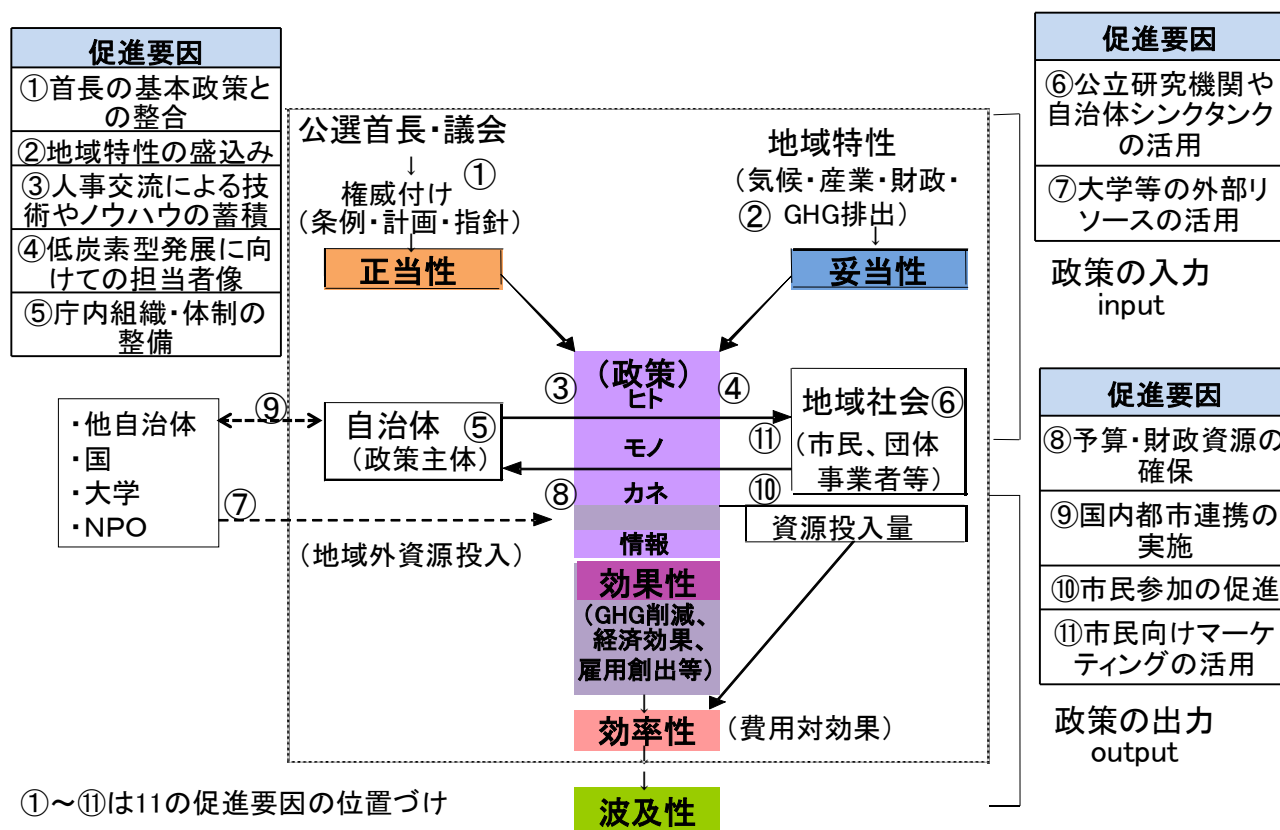 促進要因
①首長の基本政策と
の整合
②地域特性の盛込み
③人事交流による技
術やノウハウの蓄積
④低炭素型発展に向
けての担当者像
⑤庁内組織・体制の
整備
公選首長・議会
↓
権威付け
①
（条例・計画・指針）
正当性
地域特性
（気候・産業・財政・
② GHG排出）
↓
妥当性
促進要因
⑥公立研究機関や
自治体シンクタンク
の活用
⑦大学等の外部リ
ソースの活用
政策の入力
input
・他自治体
・国
・大学
・NPO
⑨
⑦
自治体 ⑤
（政策主体）
（地域外資源投入）
③
（政策）
④
ヒト
モノ
⑧
カネ
⑩
情報
⑪
地域社会⑥
（市民、団体
事業者等）
資源投入量
効果性
（GHG削減、
経済効果、
雇用創出等）
↓
効率性
（費用対効果）
↓
↓
波及性
促進要因
⑧予算・財政資源の
確保
⑨国内都市連携の
実施
⑩市民参加の促進
⑪市民向けマーケ
ティングの活用
政策の出力
output
①～⑪は11の促進要因の位置づけ